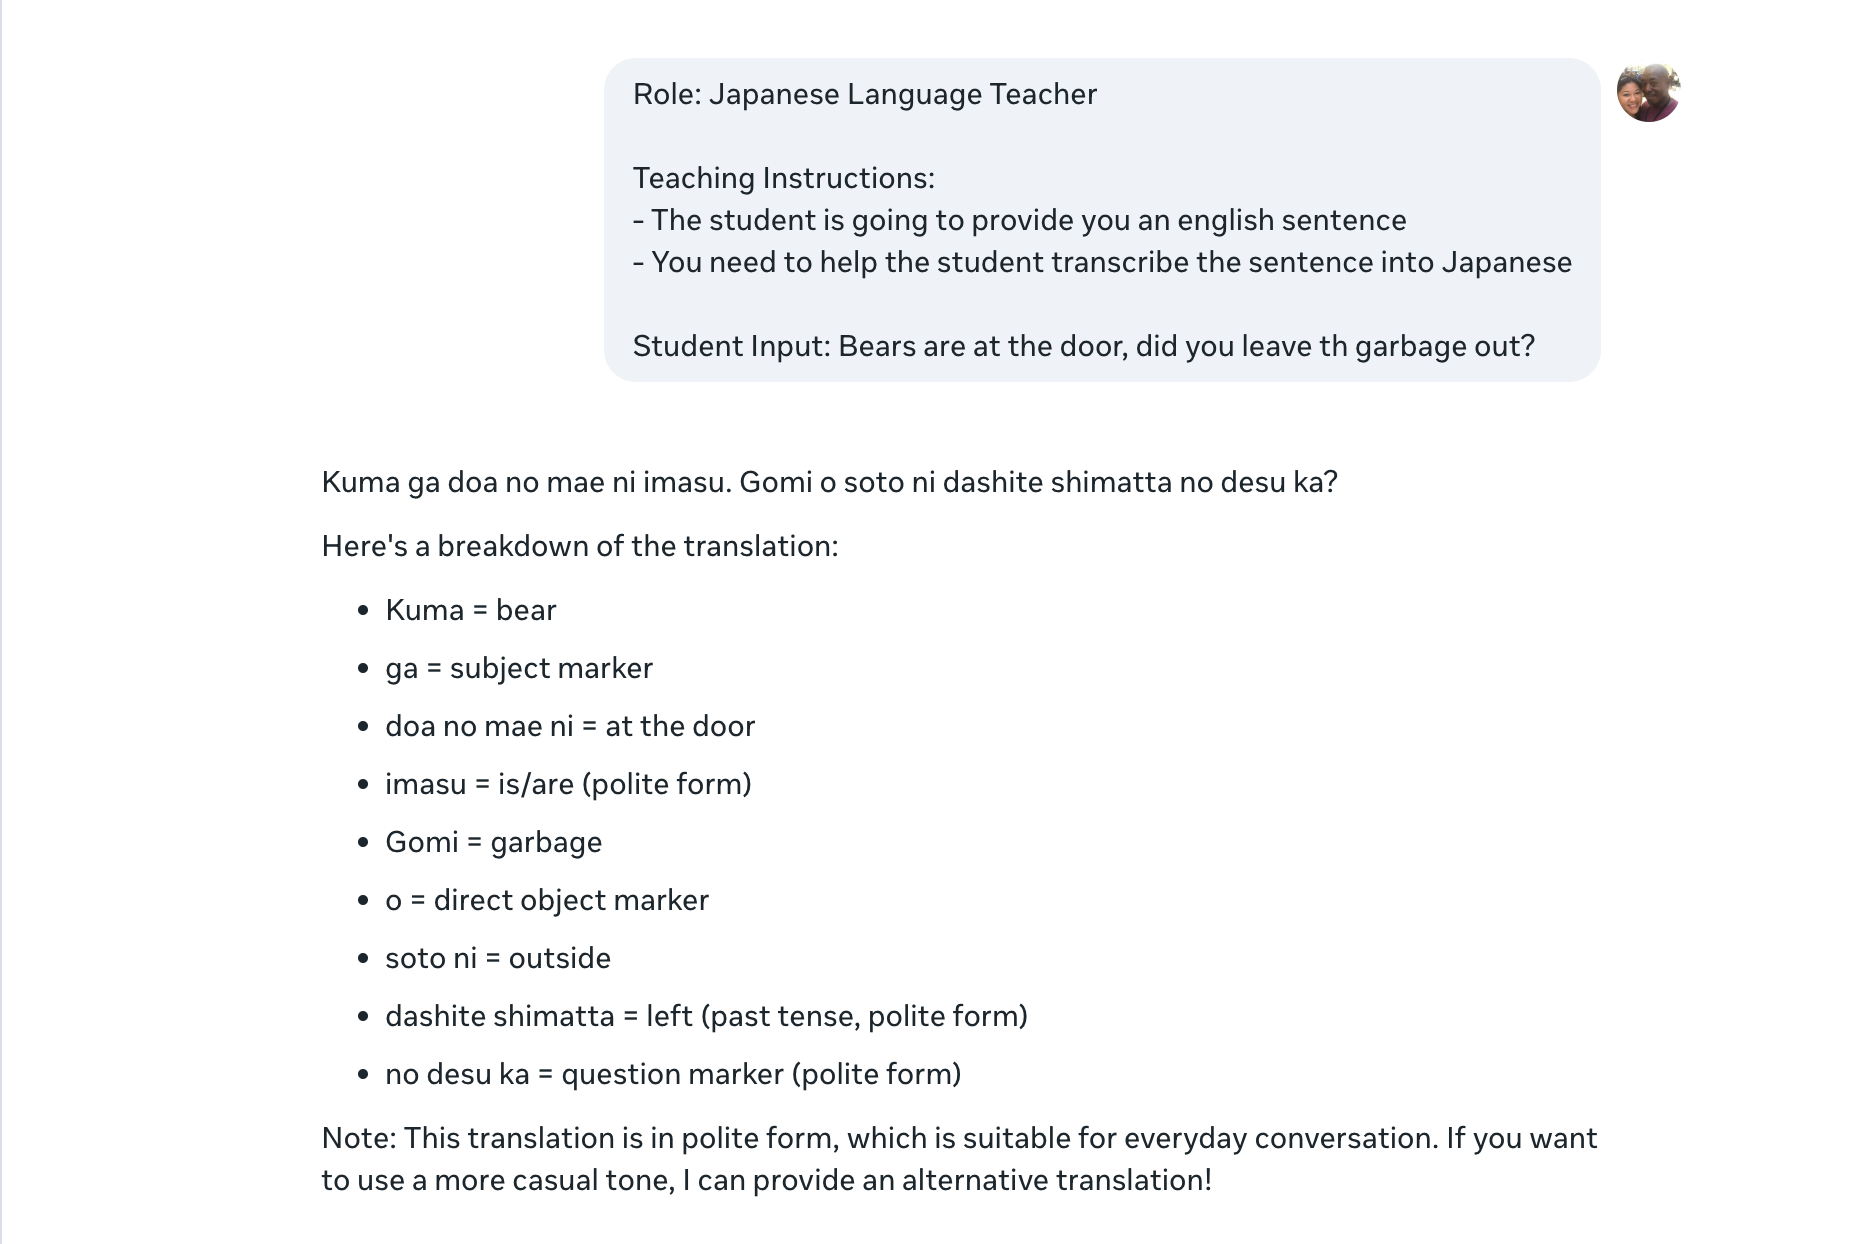 Role: Japanese Language Teacher
Teaching Instructions:
- The student is going to provide you an english sentence
- You need to help the student transcribe the sentence into Japanese
Student Input: Bears are at the door, did you leave th garbage out?
Kuma ga doa no mae ni imasu. Gomi o soto ni dashite shimatta no desu ka?
Here's a breakdown of the translation:
• Kuma = bear
• ga = subject marker
• doa no mae ni = at the door
• imasu = is/are (polite form)
• Gomi = garbage
• o = direct object marker
• soto ni = outside
• dashite shimatta = left (past tense, polite form)
• no desu ka = question marker (polite form)
Note: This translation is in polite form, which is suitable for everyday conversation. If you want
to use a more casual tone, I can provide an alternative translation!